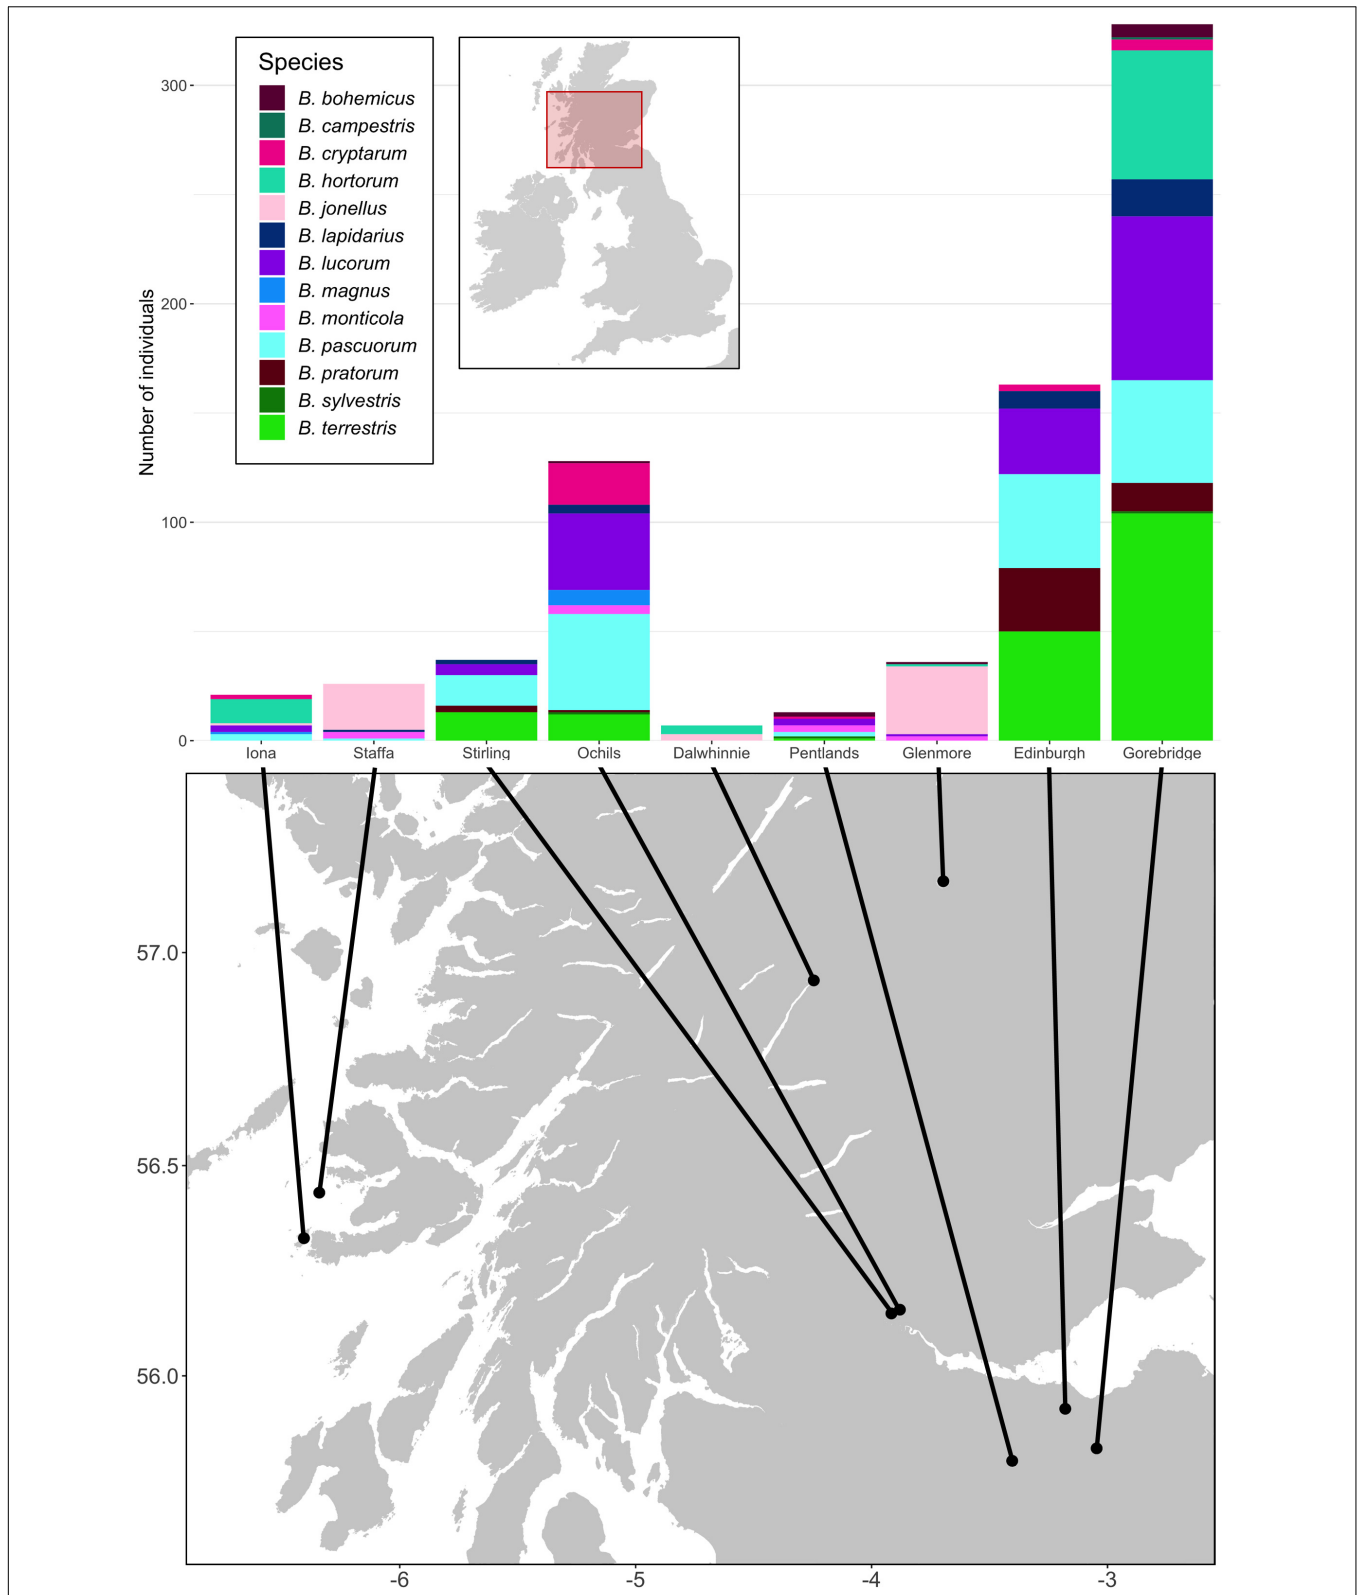 Species
B. bohemicus
B. campestris
B. cryptarum
B. hortorum
B. jonellus
B. lapidarius
B. lucorum
B. magnus
B. monticola
B. pascuorum
B. pratorum
B. sylvestris
B. terrestris
Number of individuals
300
200
100
0
Iona Staffa Stirling Ochils Dalwhinnie Pentlands Glenmore Edinburgh Gorebridge
57.0
56.5
56.0
-6 -5 -4 -3